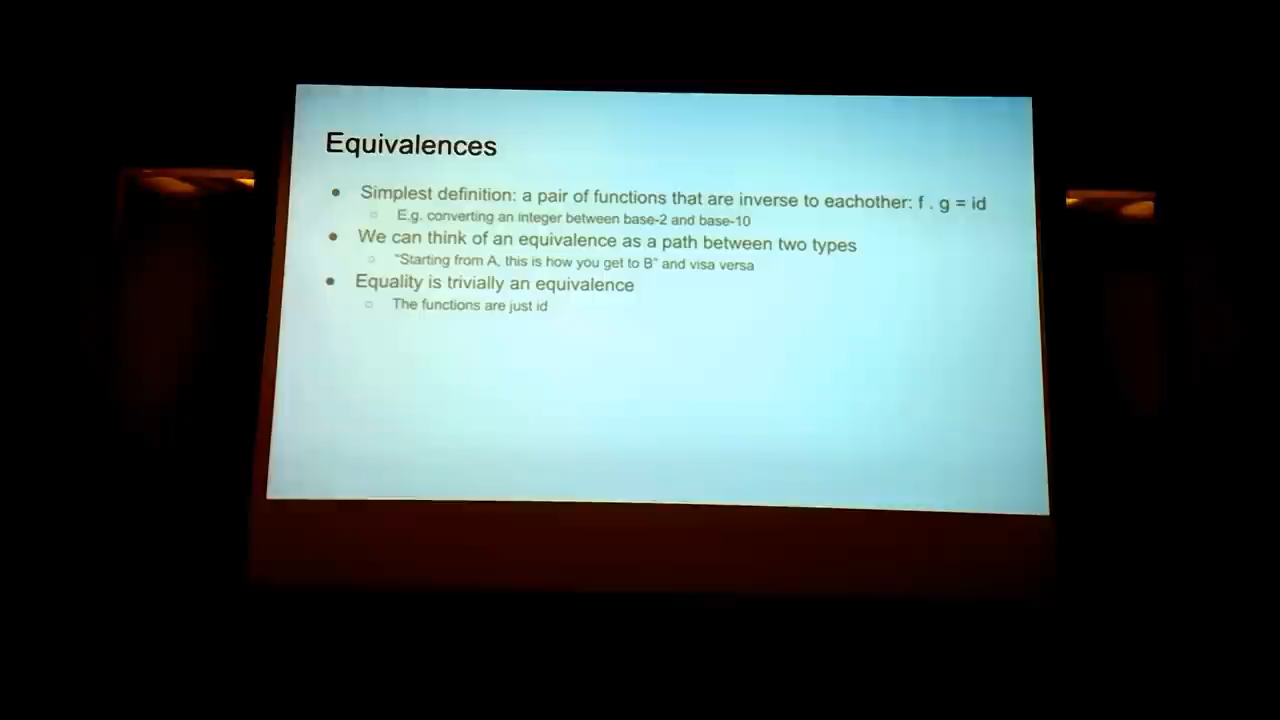 Equivalences
● Simplest definition: a pair of functions that are inverse to eachother: f . g = id
○ E.g. converting an integer between base-2 and base-10
● We can think of an equivalence as a path between two types
○ "Starting from A, this is how you get to B" and visa versa
● Equality is trivially an equivalence
○ The functions are just id